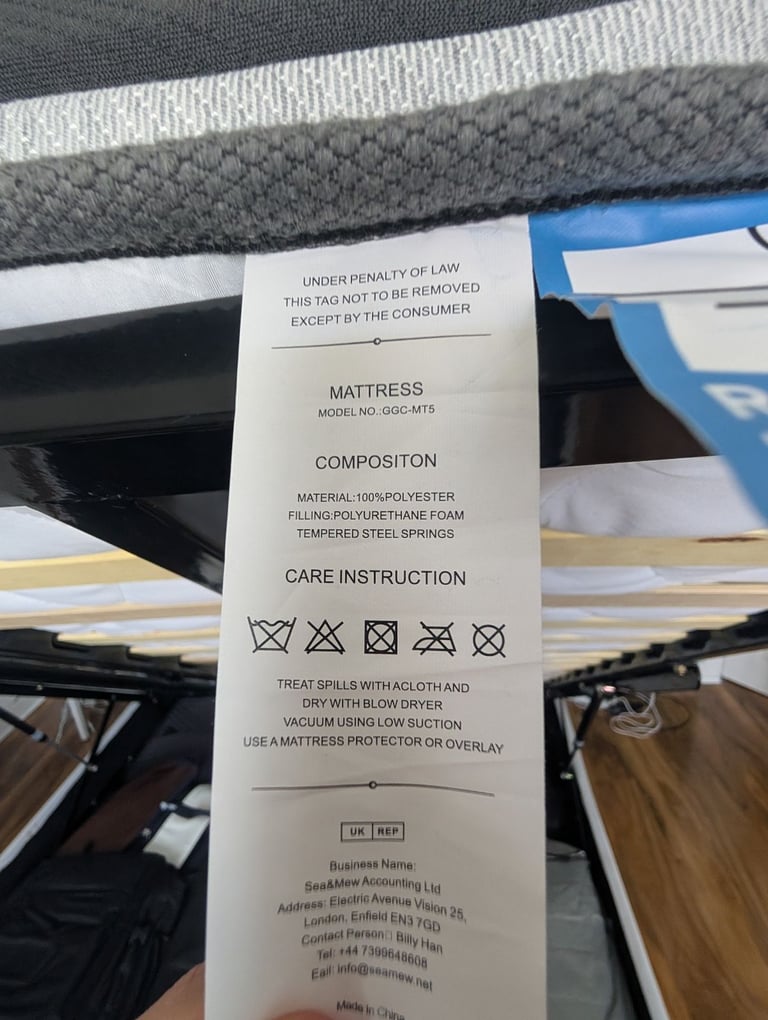 UNDER PENALTY OF LAW
THIS TAG NOT TO BE REMOVED
EXCEPT BY THE CONSUMER
MATTRESS
MODEL NO.:GGC-MT5
COMPOSITON
MATERIAL:100%POLYESTER
FILLING:POLYURETHANE FOAM
TEMPERED STEEL SPRINGS
CARE INSTRUCTION
TREAT SPILLS WITH ACLOTH AND
DRY WITH BLOW DRYER
VACUUM USING LOW SUCTION
USE A MATTRESS PROTECTOR OR OVERLAY
UK REP
Business Name:
Sea&Mew Accounting Ltd
Address: Electric Avenue Vision 25,
London, Enfield EN3 7GD
Contact Person□ Billy Han
Tel: +44 7399648608
Eail: info@seamew.net
Made in China